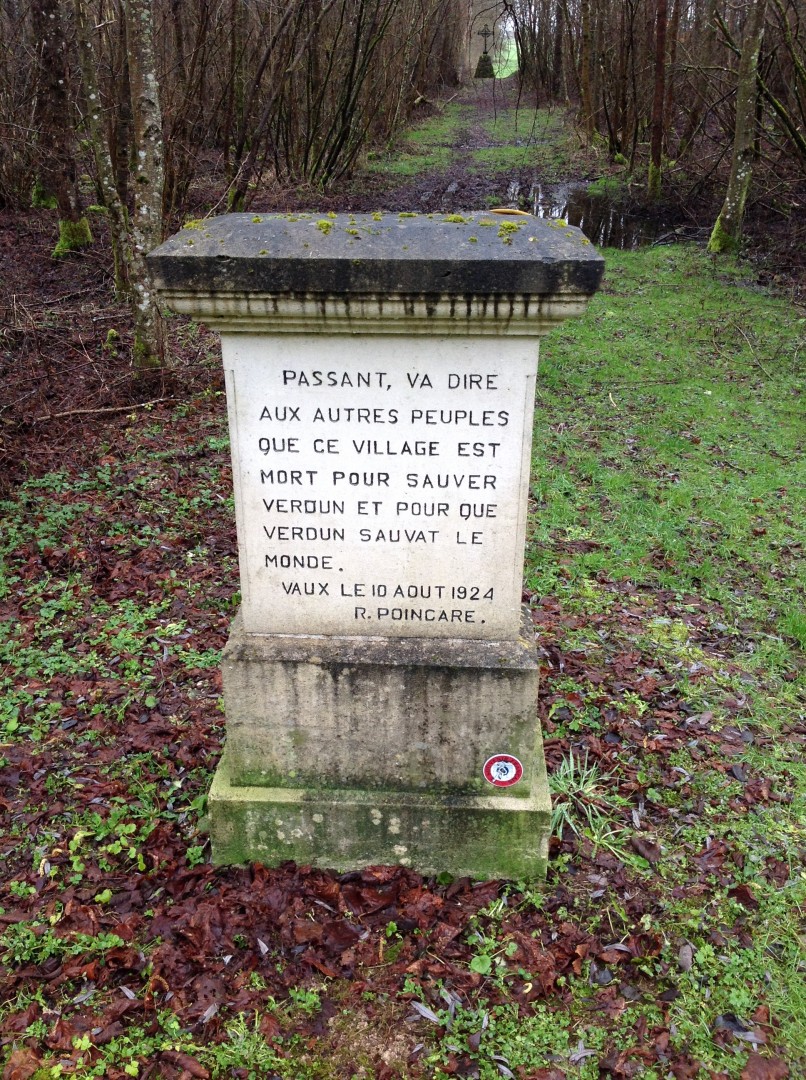 PASSANT, VA DIRE
AUX AUTRES PEUPLES
QUE CE VILLAGE EST
MORT POUR SAUVER
VERDUN ET POUR QUE
VERDUN SAUVAT LE
MONDE.
VAUX LE 10 AOUT 1924
R. POINCARE.